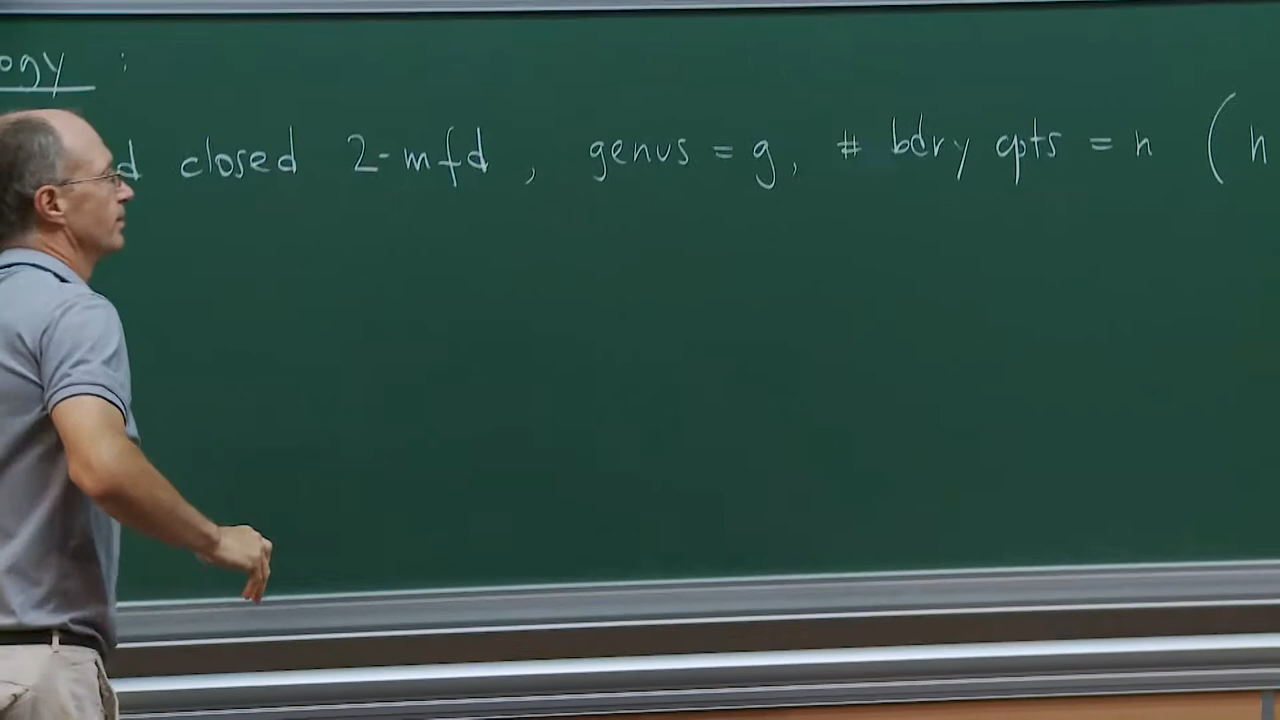 ogy :
d closed 2-mfd, genus = g, # bdry cpts = n (n